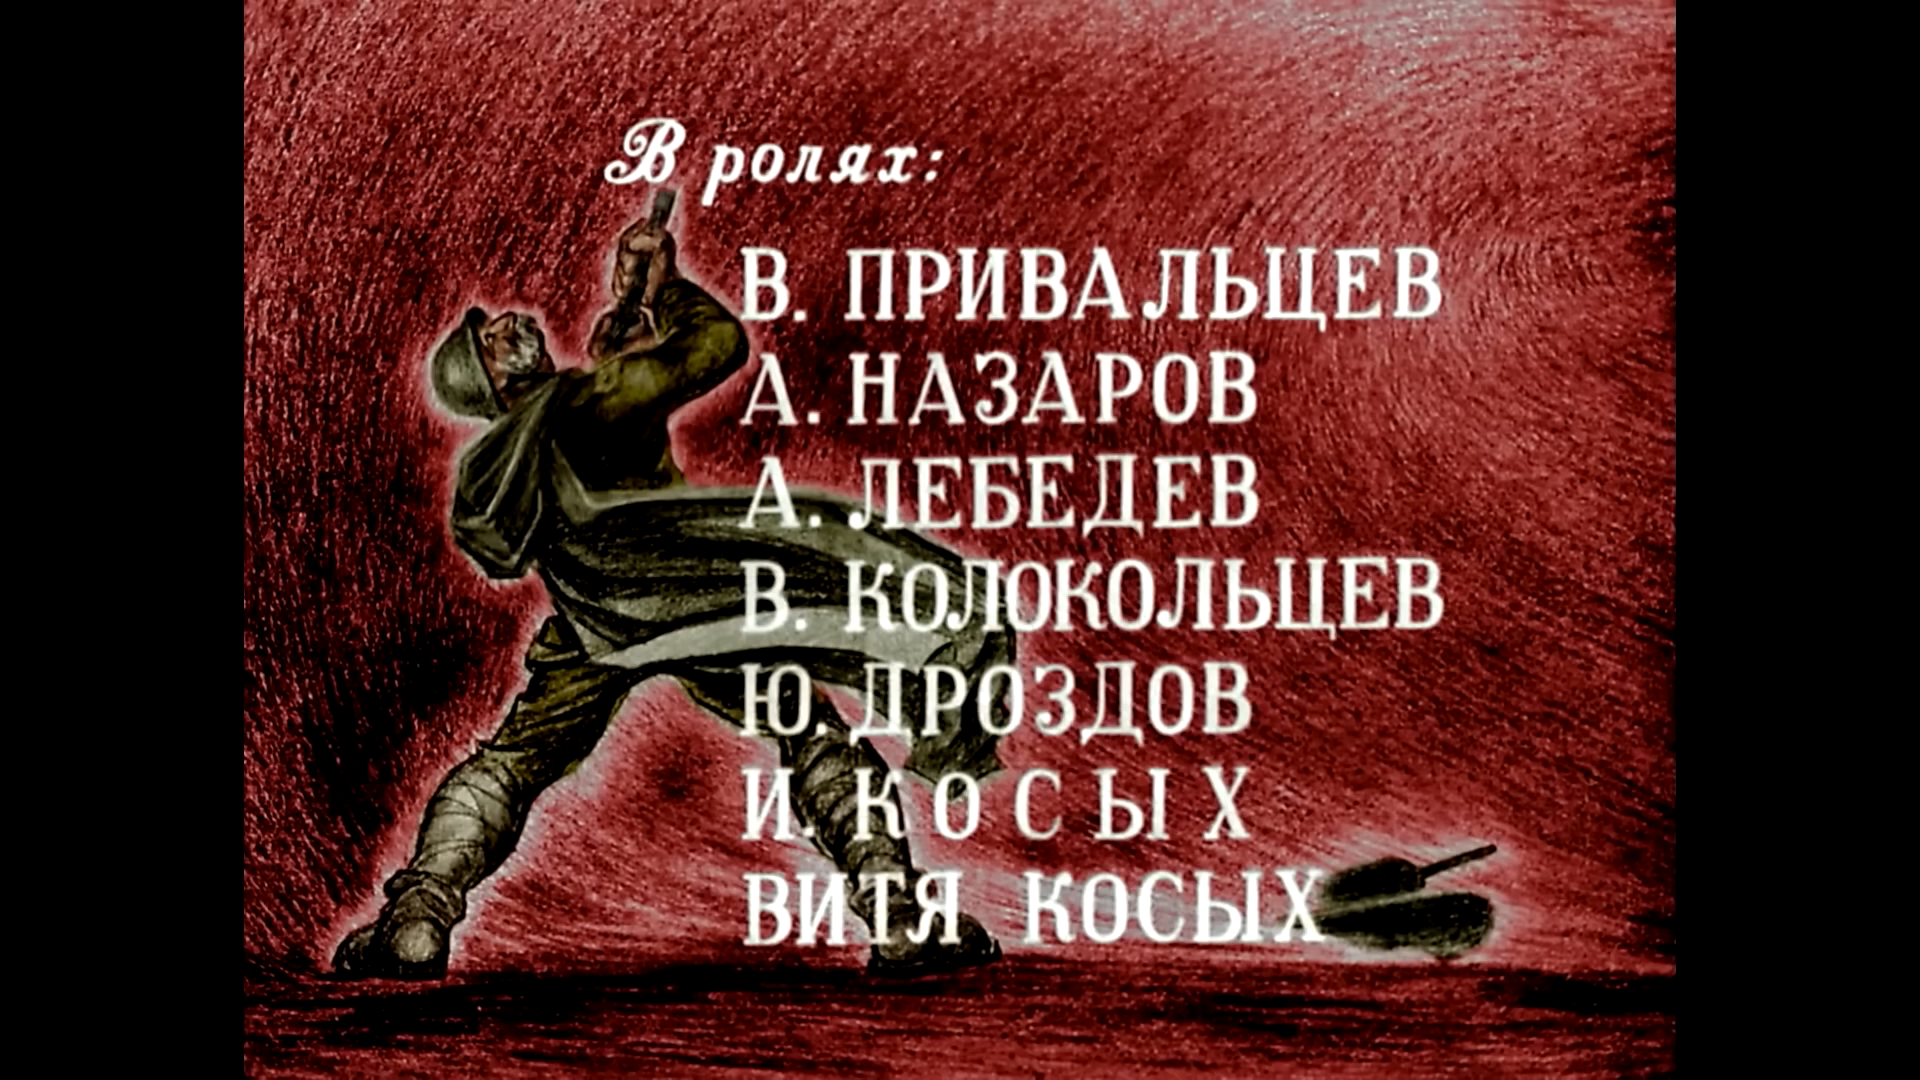 В ролях:
В. ПРИВАЛЬЦЕВ
А. НАЗАРОВ
А. ЛЕБЕДЕВ
В. КОЛОКОЛЬЦЕВ
Ю. ДРОЗДОВ
И. КОСЫХ
ВИТЯ КОСЫХ